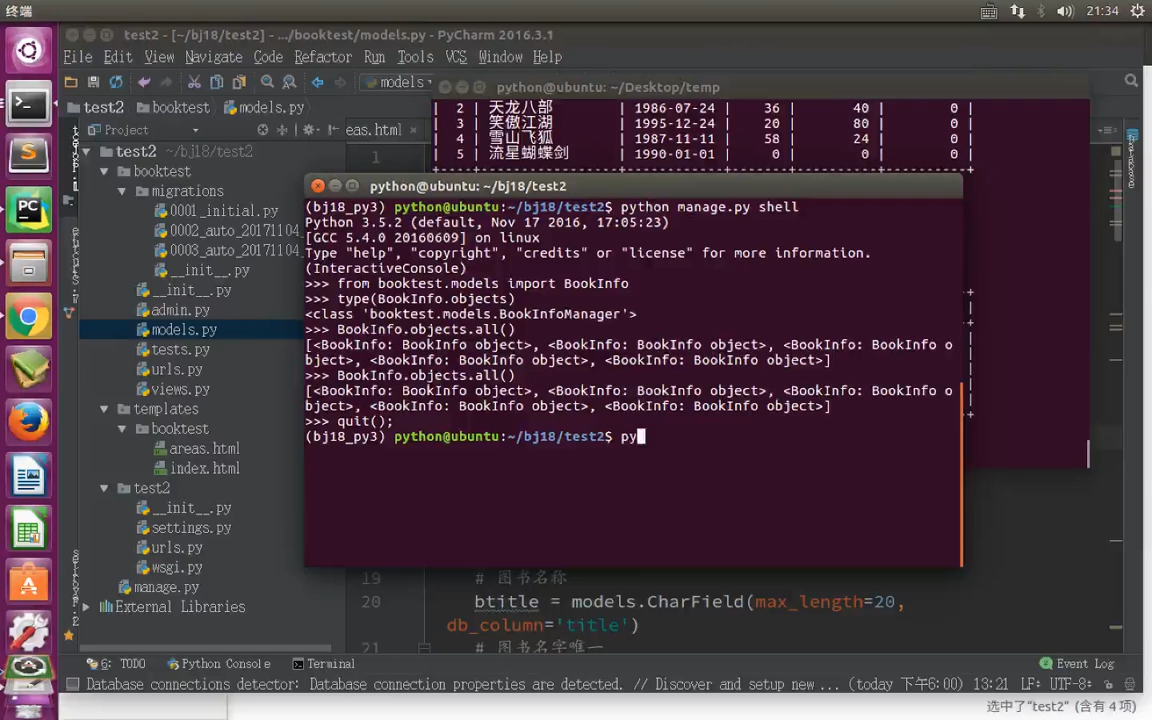 终端
21:34
test2 - [~/bj18/test2] - .../booktest/models.py - PyCharm 2016.3.1
File Edit View Navigate Code Refactor Run Tools VCS Window Help
models
python@ubuntu: ~/Desktop/temp
test2 booktest models.py
| 2 | 天龙八部 | 1986-07-24 | 36 | 40 | 0 |
| 3 | 笑傲江湖 | 1995-12-24 | 20 | 80 | 0 |
| 4 | 雪山飞狐 | 1987-11-11 | 58 | 24 | 0 |
| 5 | 流星蝴蝶剑 | 1990-01-01 | 0 | 0 | 0 |
Project
eas.html
1
test2 ~/bj18/test2
booktest
migrations
0001_initial.py
0002_auto_20171104
0003_auto_20171104
__init__.py
__init__.py
admin.py
models.py
tests.py
urls.py
views.py
templates
booktest
areas.html
index.html
test2
__init__.py
settings.py
urls.py
wsgi.py
manage.py
External Libraries
python@ubuntu: ~/bj18/test2
(bj18_py3) python@ubuntu:~/bj18/test2$ python manage.py shell
Python 3.5.2 (default, Nov 17 2016, 17:05:23)
[GCC 5.4.0 20160609] on linux
Type "help", "copyright", "credits" or "license" for more information.
(InteractiveConsole)
>>> from booktest.models import BookInfo
>>> type(BookInfo.objects)
<class 'booktest.models.BookInfoManager'>
>>> BookInfo.objects.all()
[<BookInfo: BookInfo object>, <BookInfo: BookInfo object>, <BookInfo: BookInfo o
bject>, <BookInfo: BookInfo object>, <BookInfo: BookInfo object>]
>>> BookInfo.objects.all()
[<BookInfo: BookInfo object>, <BookInfo: BookInfo object>, <BookInfo: BookInfo o
bject>, <BookInfo: BookInfo object>, <BookInfo: BookInfo object>]
>>> quit();
(bj18_py3) python@ubuntu:~/bj18/test2$ py
19 # 图书名称
20 btitle = models.CharField(max_length=20,
db_column='title')
21 # 图书名字唯一
6: TODO Python Console Terminal Event Log
Database connections detector: Database connection properties are detected. // Discover and setup new ... (today 下午6:00) 13:21 LF÷ UTF-8÷
选中了"test2" (含有 4 项)